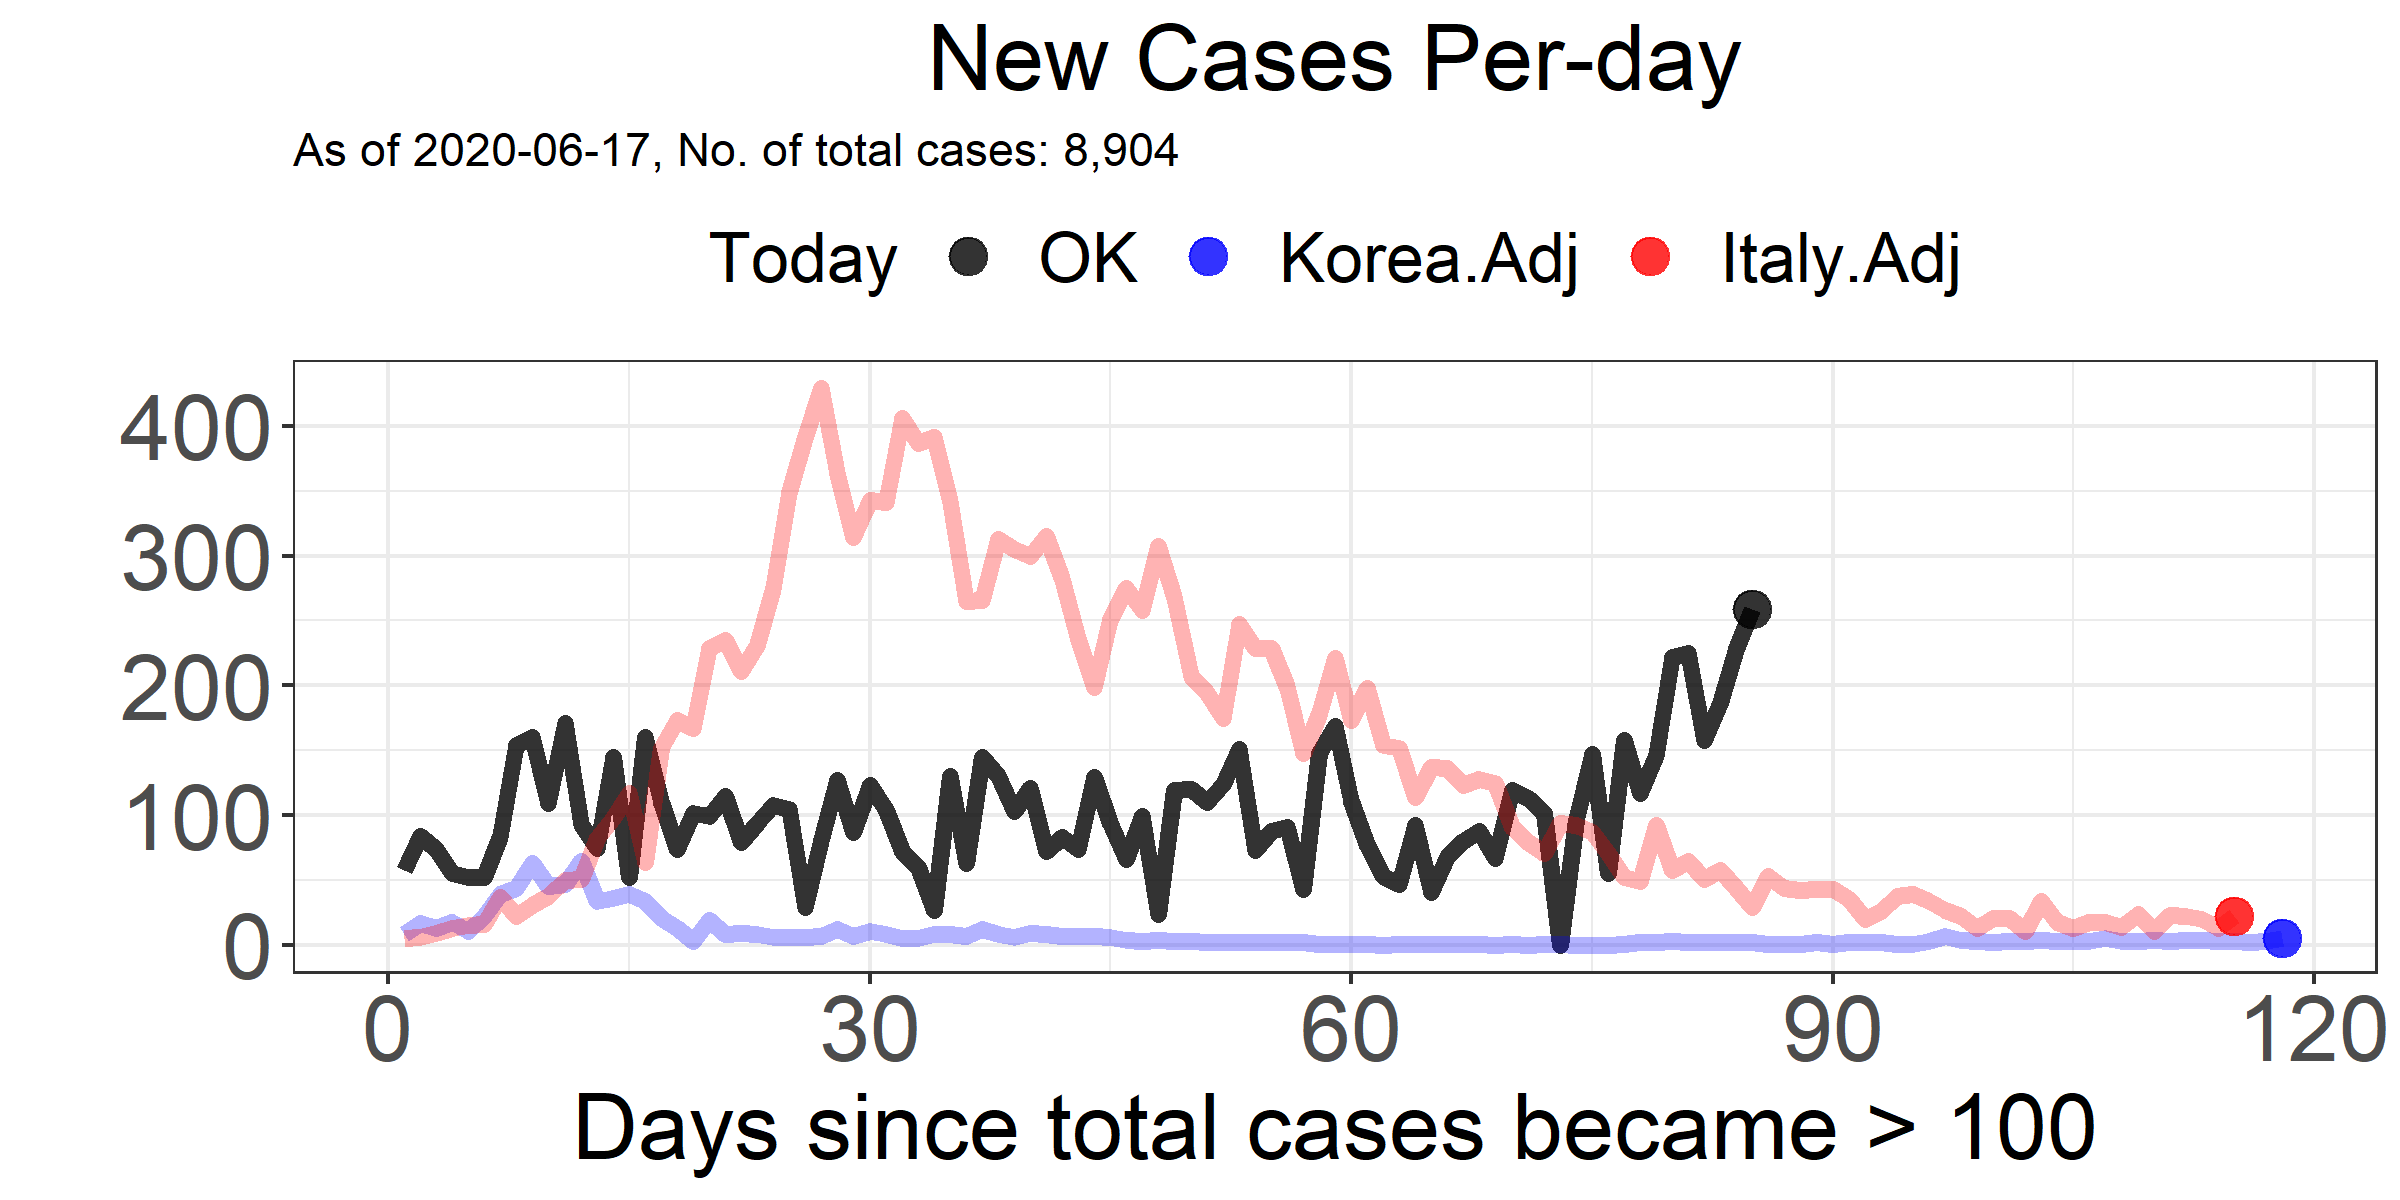 New Cases Per-day
As of 2020-06-17, No. of total cases: 8,904
Today OK Korea.Adj Italy.Adj
400
300
200
100
0
0 30 60 90 120
Days since total cases became > 100